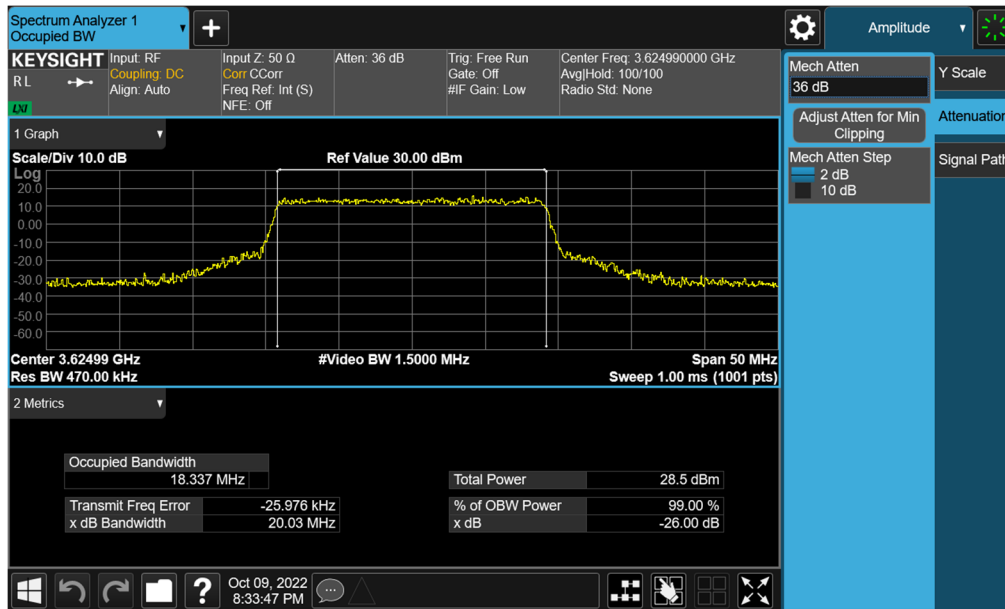 Spectrum Analyzer 1
Occupied BW
Amplitude
KEYSIGHT
R L
LXI
Input: RF
Coupling: DC
Align: Auto
Input Z: 50 Ω
Corr CCorr
Freq Ref: Int (S)
NFE: Off
Atten: 36 dB
Trig: Free Run
Gate: Off
#IF Gain: Low
Center Freq: 3.624990000 GHz
Avg|Hold: 100/100
Radio Std: None
1 Graph
Scale/Div 10.0 dB
Ref Value 30.00 dBm
Log
20.0
10.0
0.00
-10.0
-20.0
-30.0
-40.0
-50.0
-60.0
Center 3.62499 GHz
#Video BW 1.5000 MHz
Span 50 MHz
Res BW 470.00 kHz
Sweep 1.00 ms (1001 pts)
2 Metrics
Occupied Bandwidth
18.337 MHz
Total Power 28.5 dBm
Transmit Freq Error -25.976 kHz
% of OBW Power 99.00 %
x dB Bandwidth 20.03 MHz
x dB -26.00 dB
Mech Atten
36 dB
Adjust Atten for Min
Clipping
Mech Atten Step
2 dB
10 dB
Y Scale
Attenuation
Signal Path
?
Oct 09, 2022
8:33:47 PM